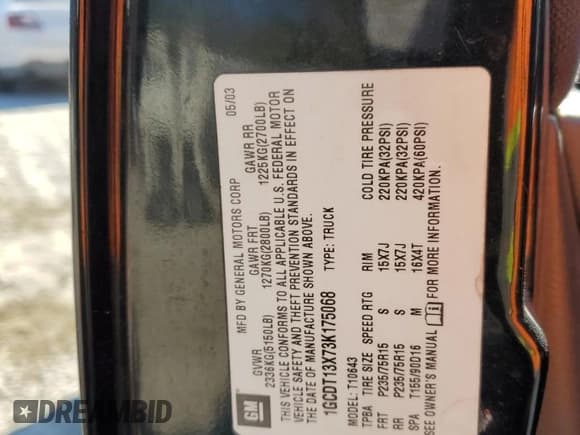 GM
MFD BY GENERAL MOTORS CORP 05/03
GVWR GAWR FRT GAWR RR
2336KG(5150LB) 1270KG(2800LB) 1225KG(2700LB)
THIS VEHICLE CONFORMS TO ALL APPLICABLE U.S. FEDERAL MOTOR
VEHICLE SAFETY AND THEFT PREVENTION STANDARDS IN EFFECT ON
THE DATE OF MANUFACTURE SHOWN ABOVE.
1GCDT13X73K175068 TYPE: TRUCK
MODEL: T10643
TPBA TIRE SIZE SPEED RTG RIM COLD TIRE PRESSURE
FRT P235/75R15 S 15X7J 220KPA(32PSI)
RR P235/75R15 S 15X7J 220KPA(32PSI)
SPA T155/90D16 M 16X4T 420KPA(60PSI)
SEE OWNER'S MANUAL FOR MORE INFORMATION.
DREAMBID